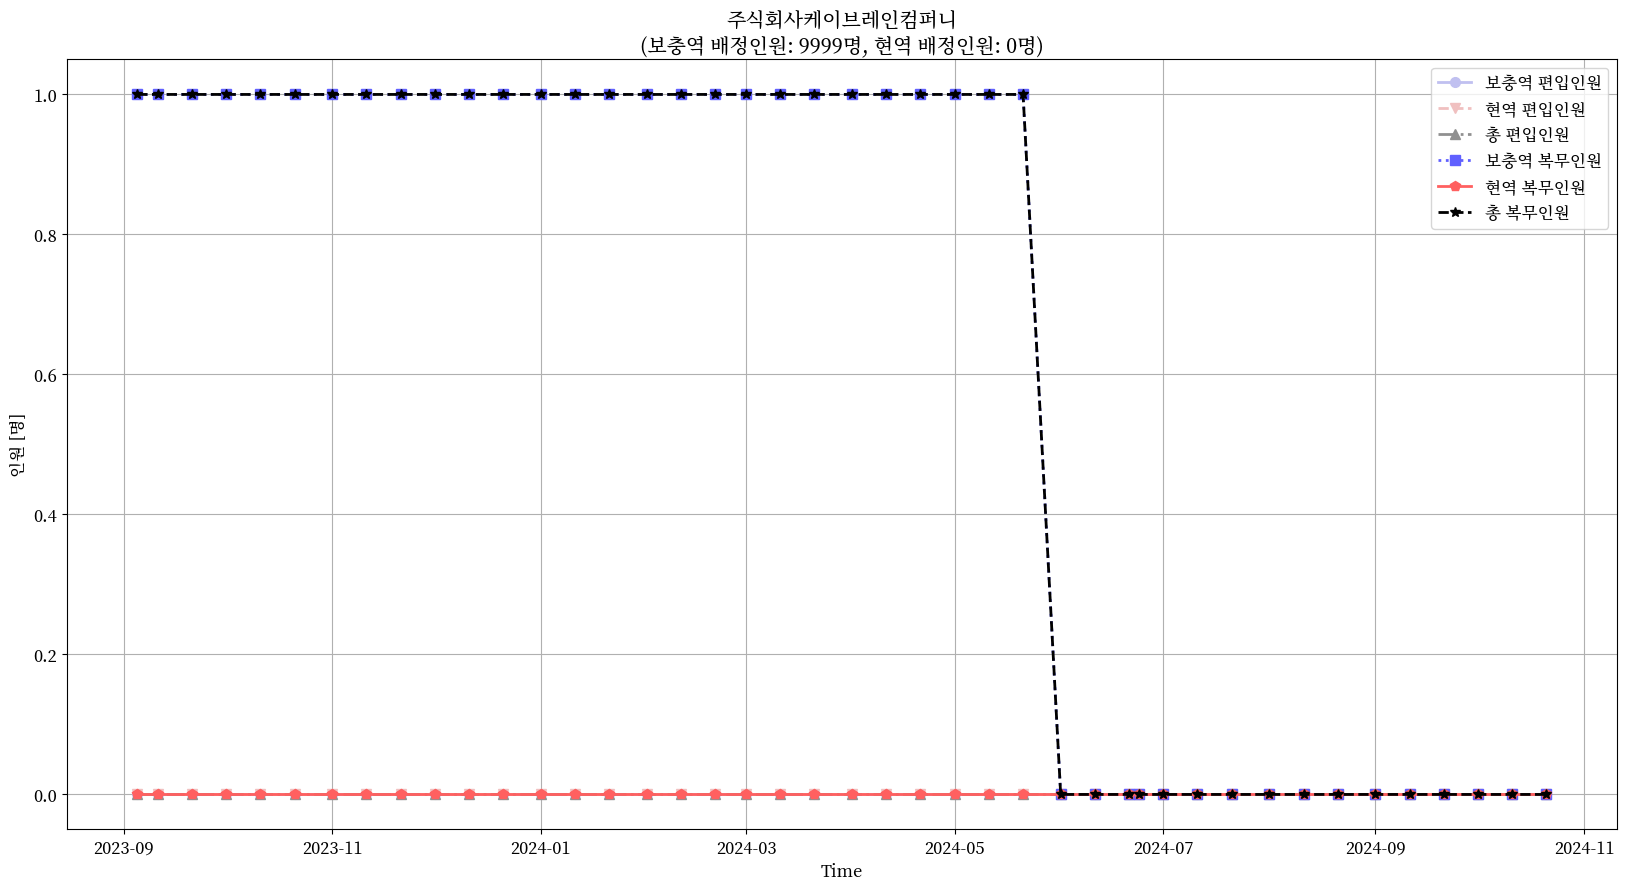 주식회사케이브레인컴퍼니
(보충역 배정인원: 9999명, 현역 배정인원: 0명)
보충역 편입인원
현역 편입인원
총 편입인원
보충역 복무인원
현역 복무인원
총 복무인원
인원 [명]
1.0
0.8
0.6
0.4
0.2
0.0
2023-09
2023-11
2024-01
2024-03
2024-05
2024-07
2024-09
2024-11
Time